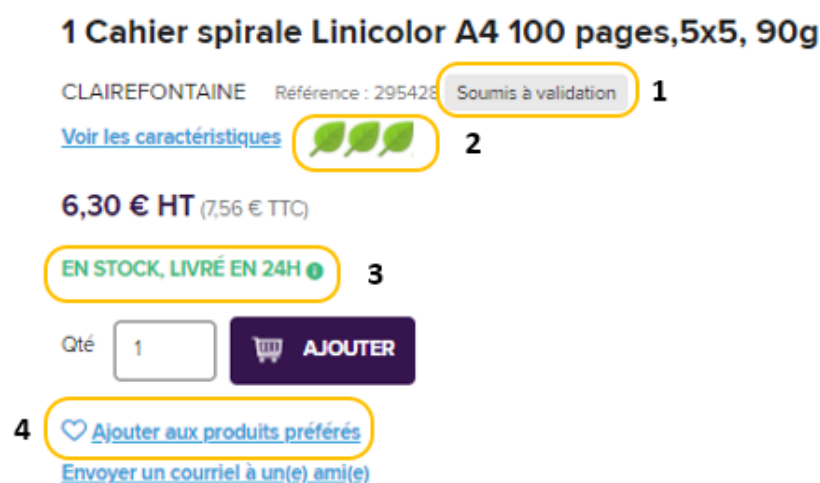 1 Cahier spirale Linicolor A4 100 pages,5x5, 90g
CLAIREFONTAINE Référence : 295428 Soumis à validation 1
Voir les caractéristiques 2
6,30 € HT (7,56 € TTC)
EN STOCK, LIVRÉ EN 24H i 3
Qté 1 AJOUTER
4 Ajouter aux produits préférés
Envoyer un courriel à un(e) ami(e)